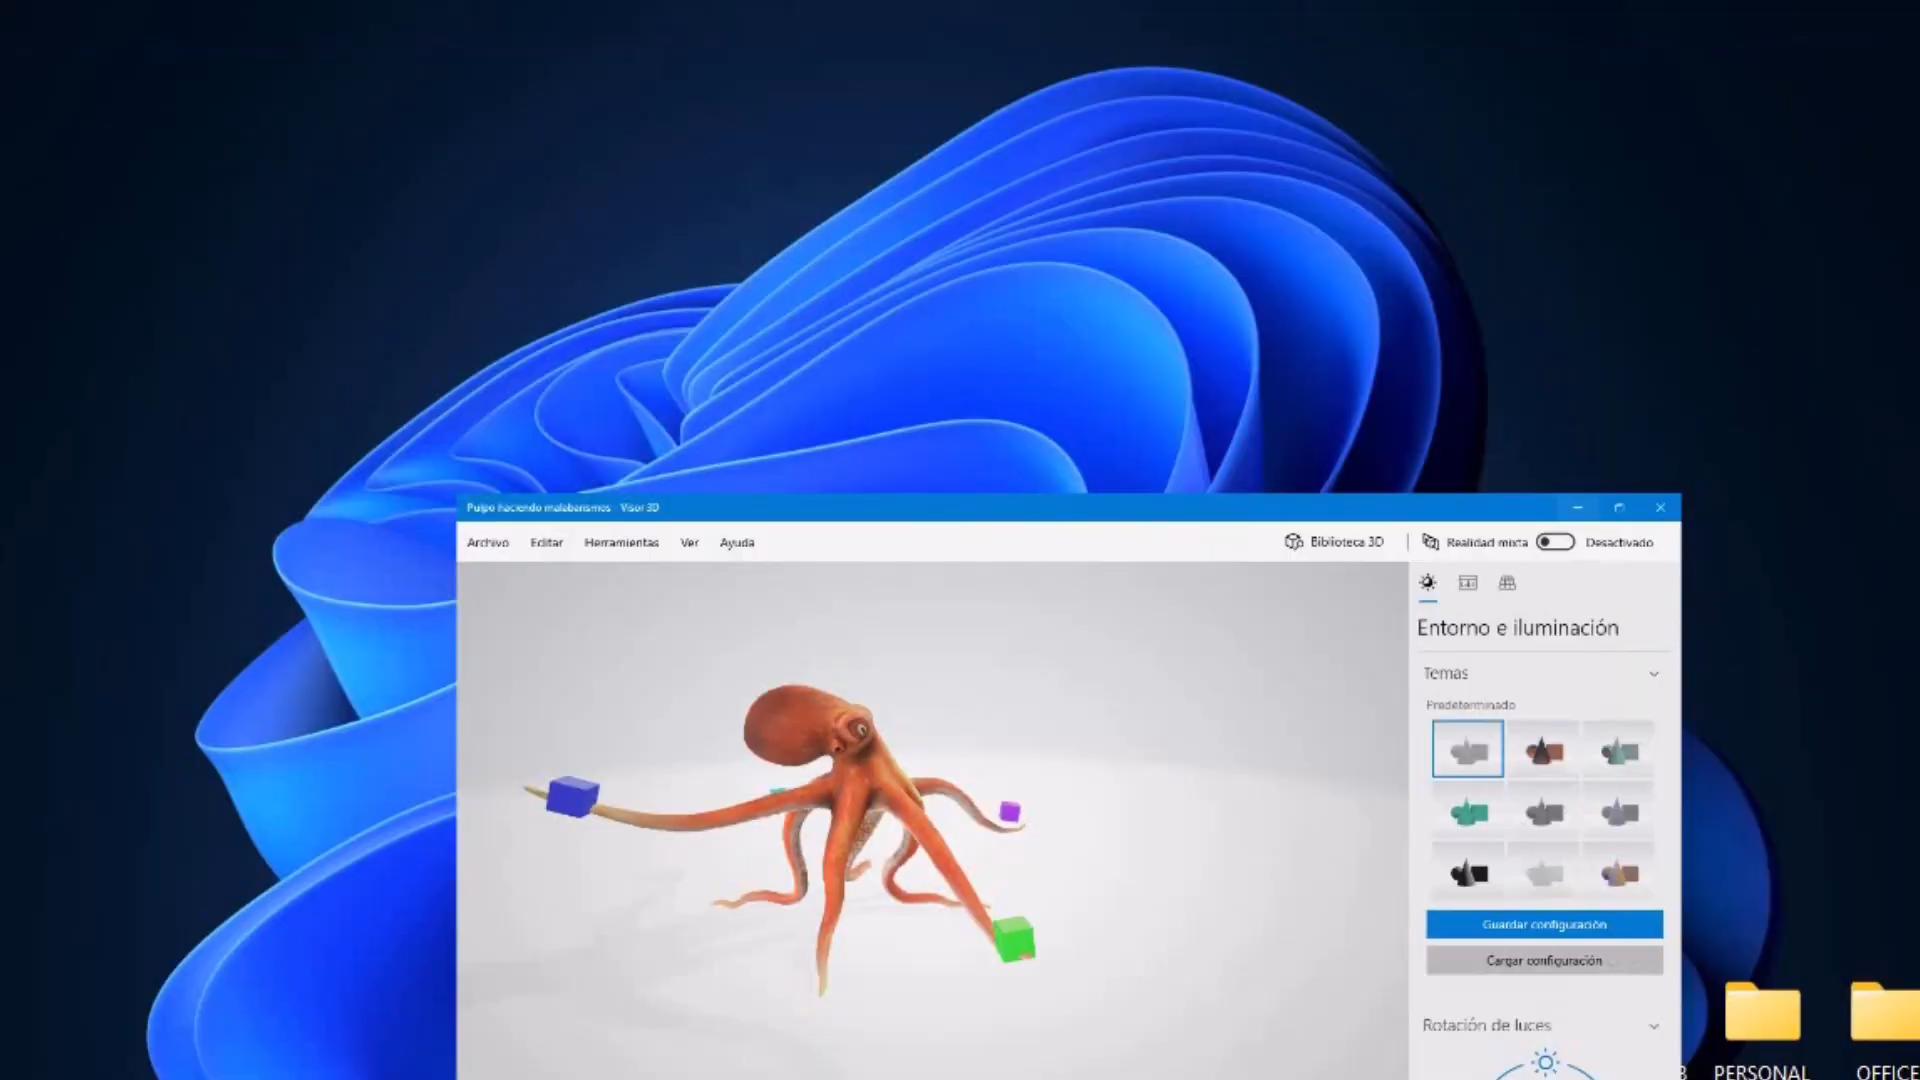 Pulpo haciendo malabarismos Visor 3D
Archivo Editar Herramientas Ver Ayuda
Biblioteca 3D
Realidad mixta Desactivado
Entorno e iluminación
Temas
Predeterminado
Guardar configuración
Cargar configuración
Rotación de luces
PERSONAL
OFFICE